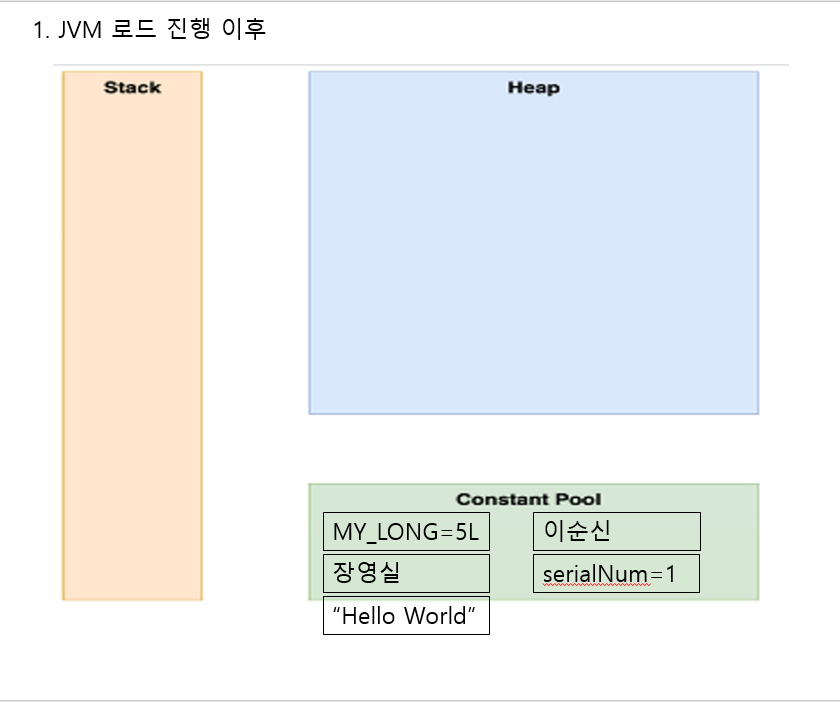 1. JVM 로드 진행 이후
Stack
Heap
Constant Pool
MY_LONG=5L
이순신
장영실
serialNum=1
“Hello World”